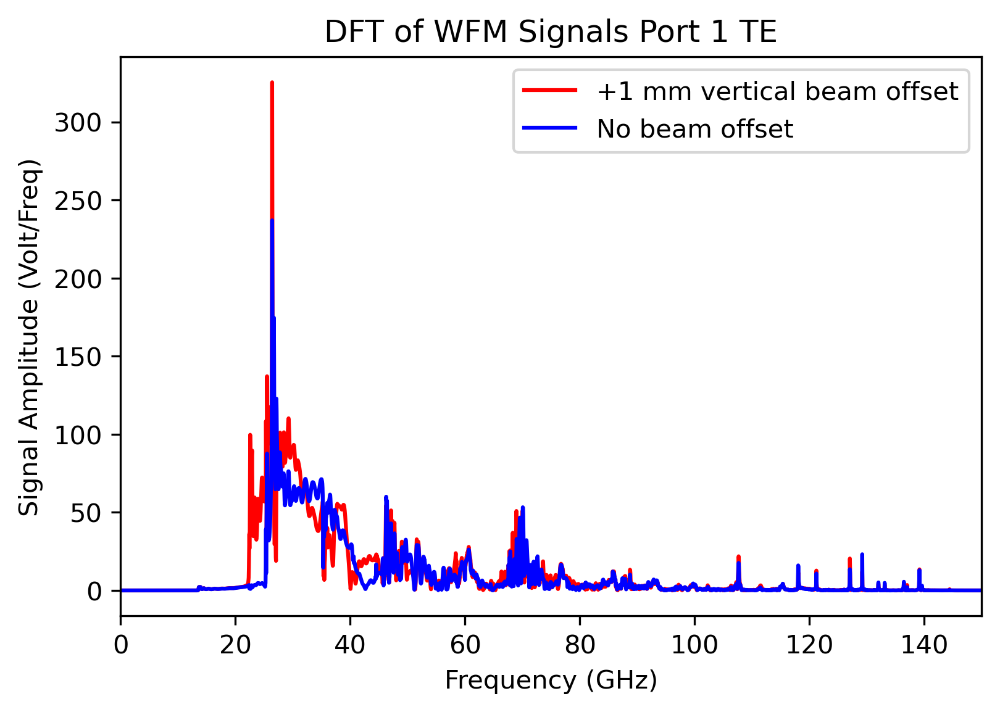 DFT of WFM Signals Port 1 TE
+1 mm vertical beam offset
No beam offset
Signal Amplitude (Volt/Freq)
300
250
200
150
100
50
0
0 20 40 60 80 100 120 140
Frequency (GHz)